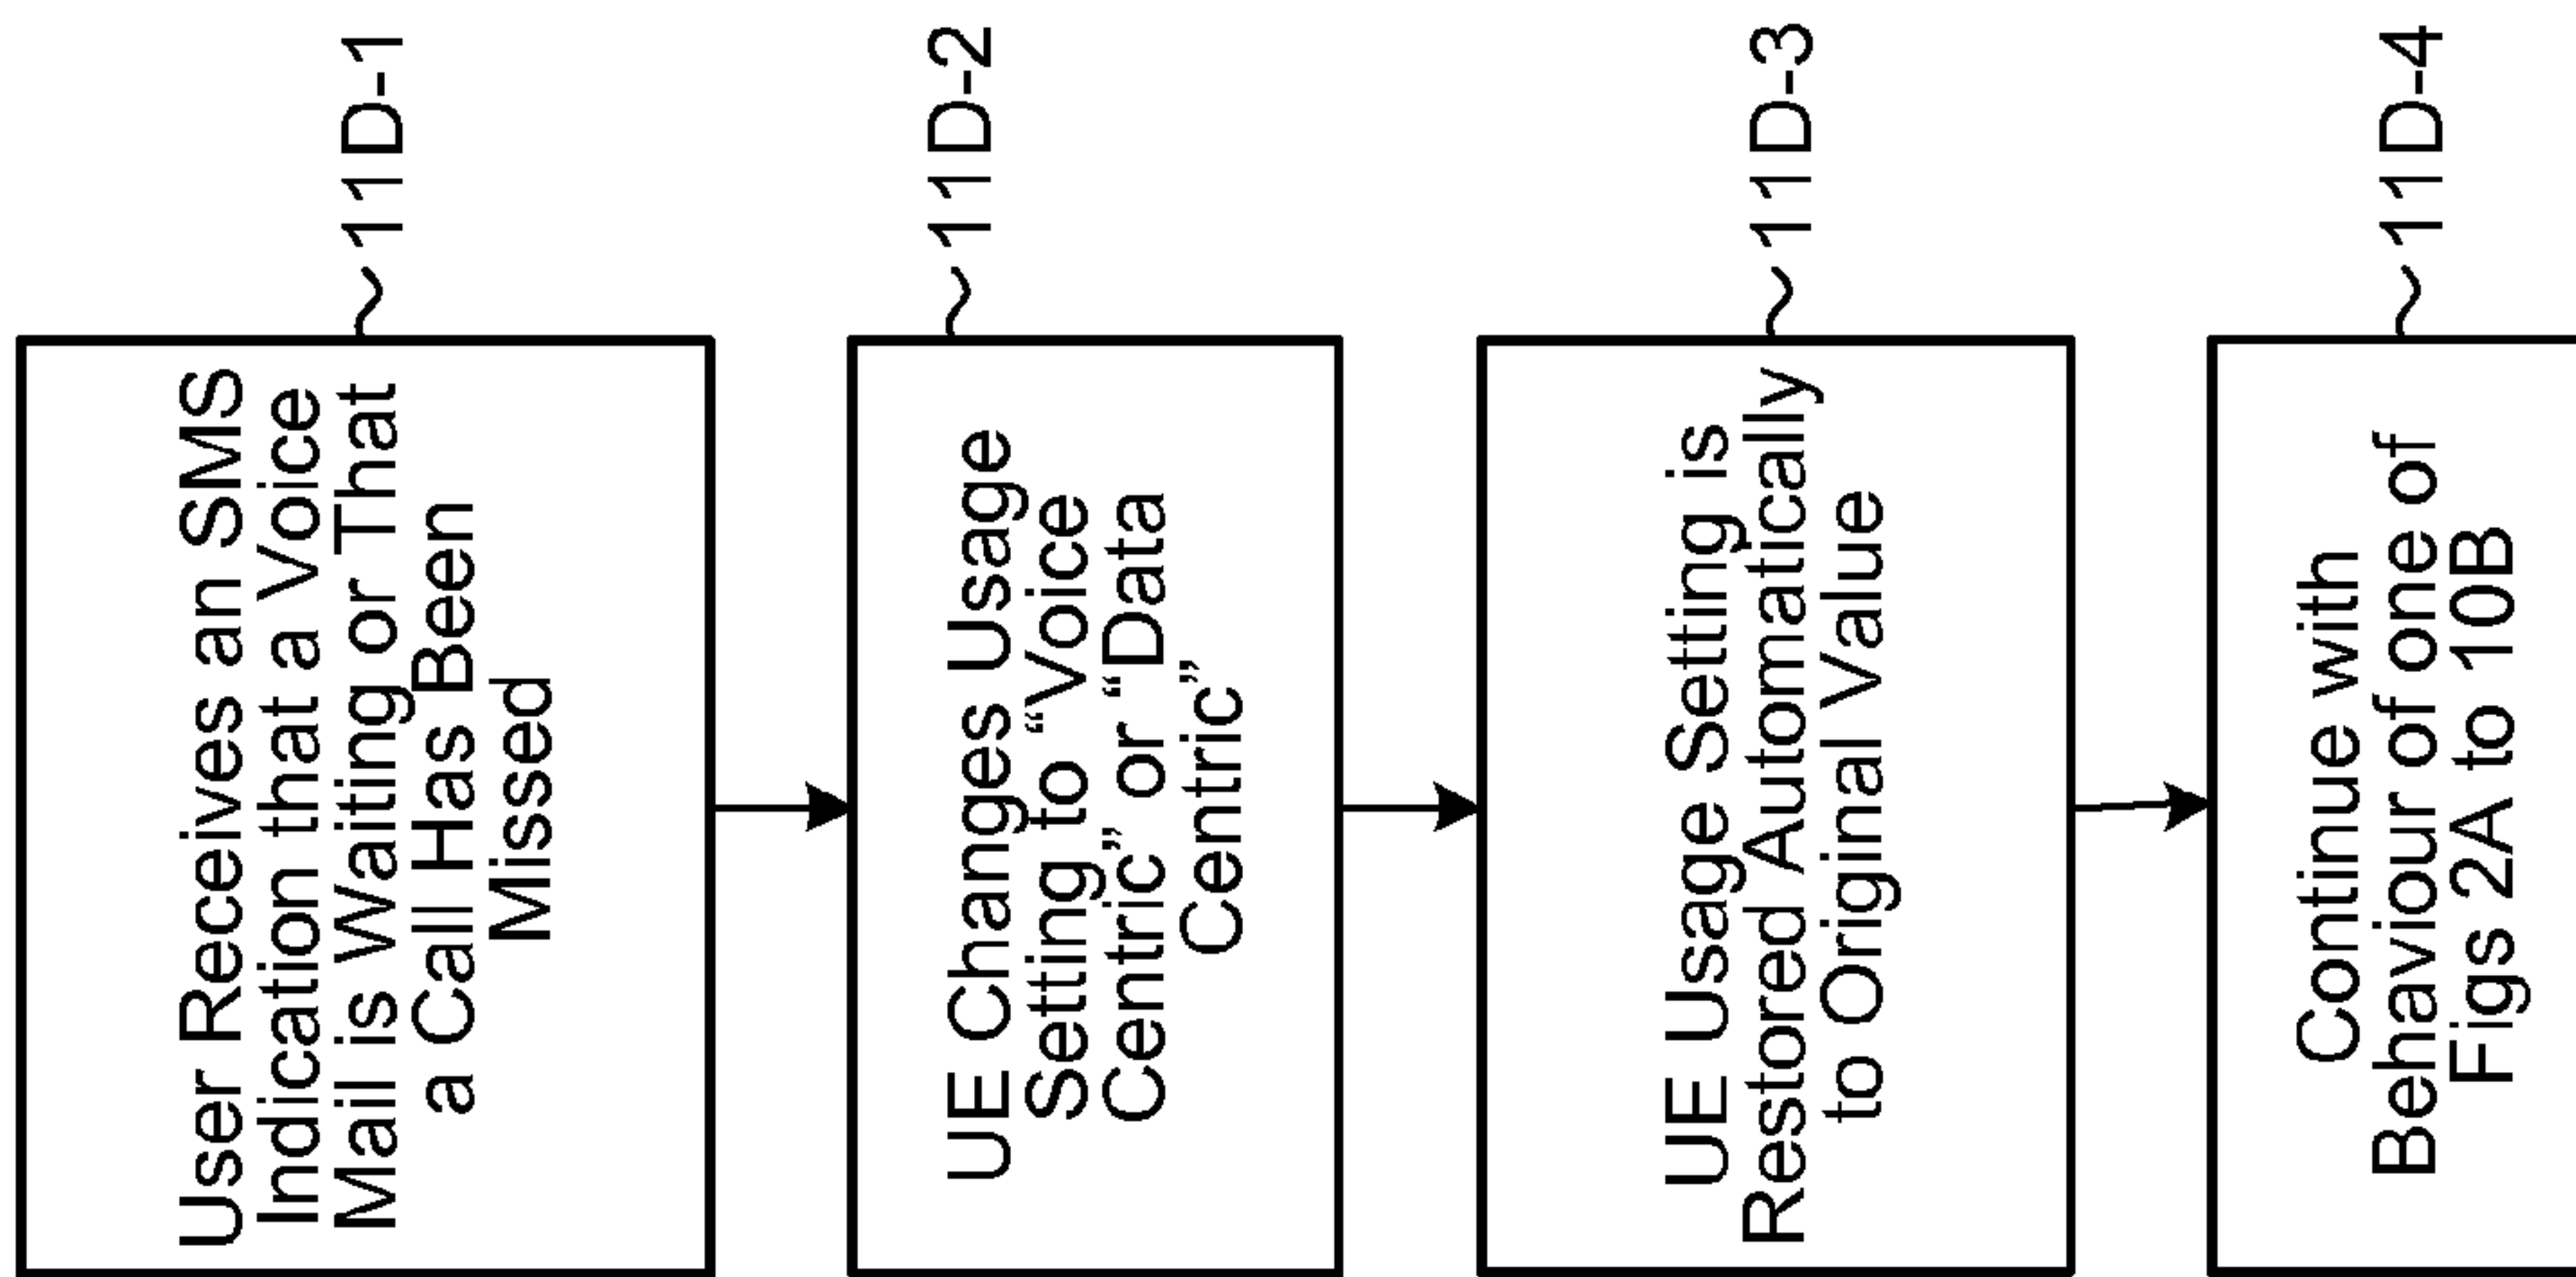 User Receives an SMS
Indication that a Voice
Mail is Waiting or That
a Call Has Been
Missed
11D-1
UE Changes Usage
Setting to “Voice
Centric” or “Data
Centric”
11D-2
UE Usage Setting is
Restored Automatically
to Original Value
11D-3
Continue with
Behaviour of one of
Figs 2A to 10B
11D-4